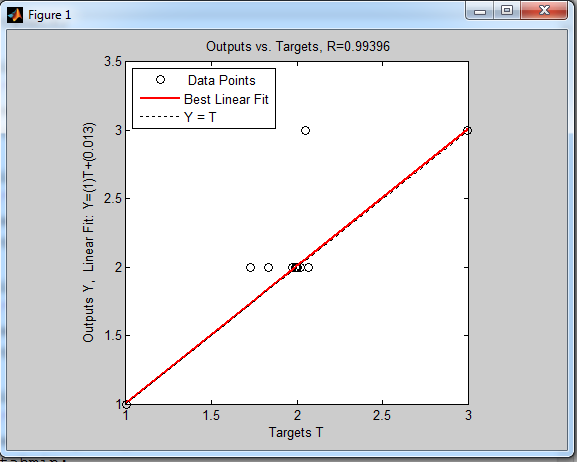 Figure 1
Outputs vs. Targets, R=0.99396
3.5
3
2.5
2
1.5
1
Data Points
Best Linear Fit
Y = T
Outputs Y, Linear Fit: Y=(1)T+(0.013)
1
1.5
2
2.5
3
Targets T